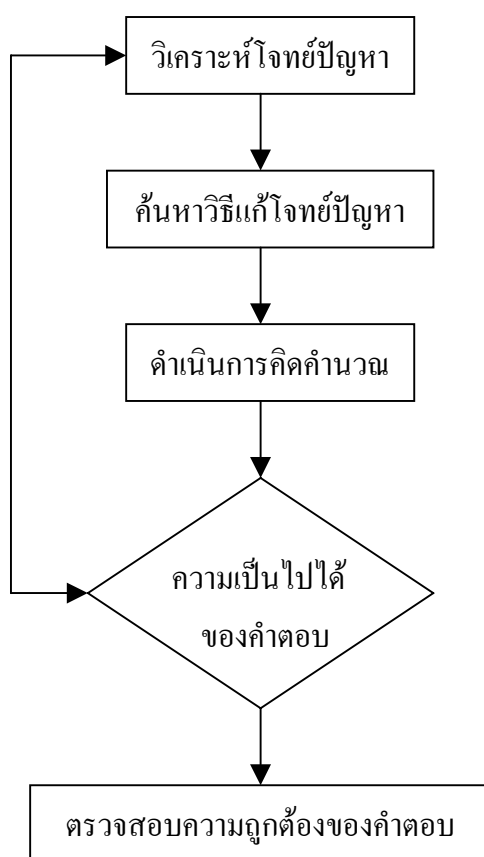 วิเคราะห์โจทย์ปัญหา
ค้นหาวิธีแก้โจทย์ปัญหา
ดำเนินการคิดคำนวณ
ความเป็นไปได้
ของคำตอบ
ตรวจสอบความถูกต้องของคำตอบ